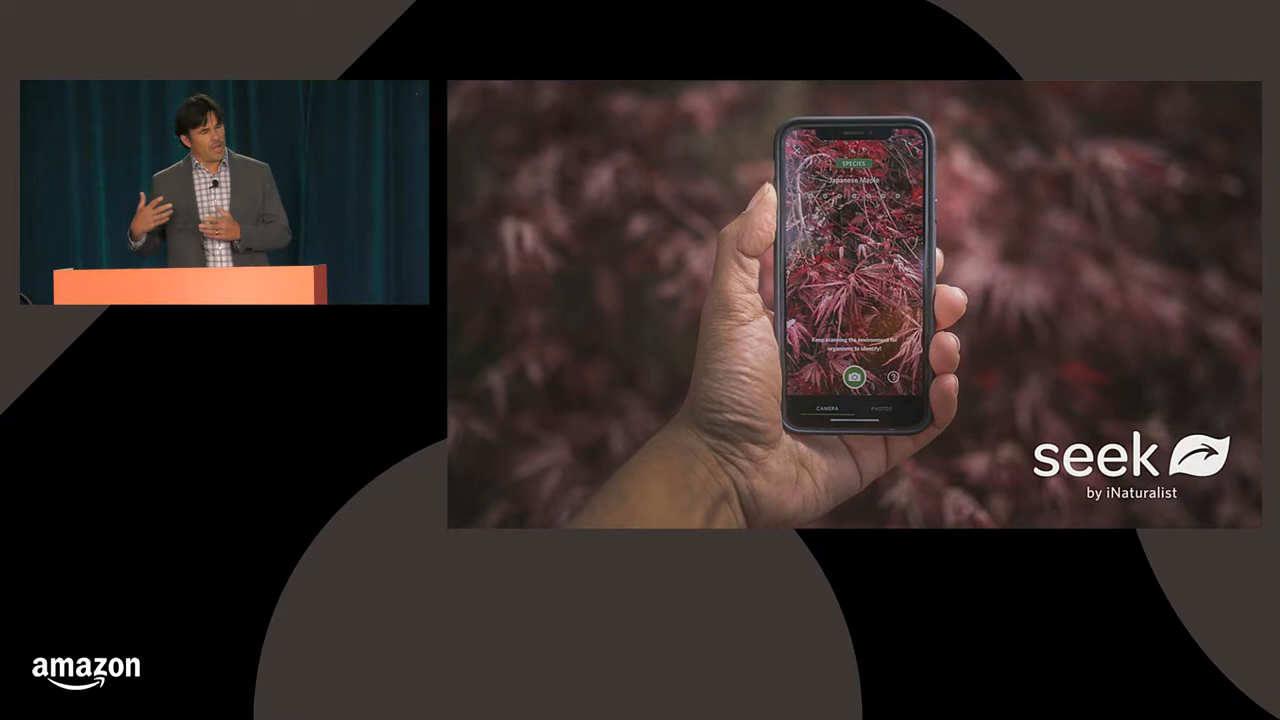 SPECIES
Japanese Maple
Keep scanning the environment for
organisms to identify!
?
CAMERA
PHOTOS
seek
by iNaturalist
amazon